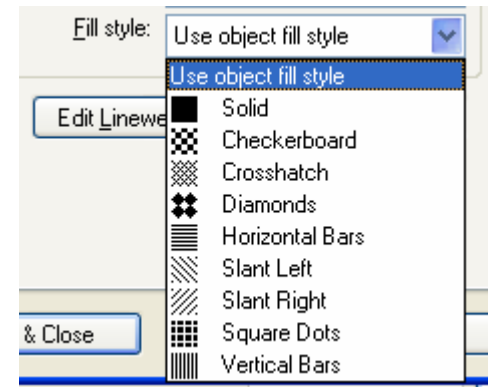 Fill style: Use object fill style
Use object fill style
Solid
Edit Linewe
Checkerboard
Crosshatch
Diamonds
Horizontal Bars
Slant Left
Slant Right
& Close
Square Dots
Vertical Bars